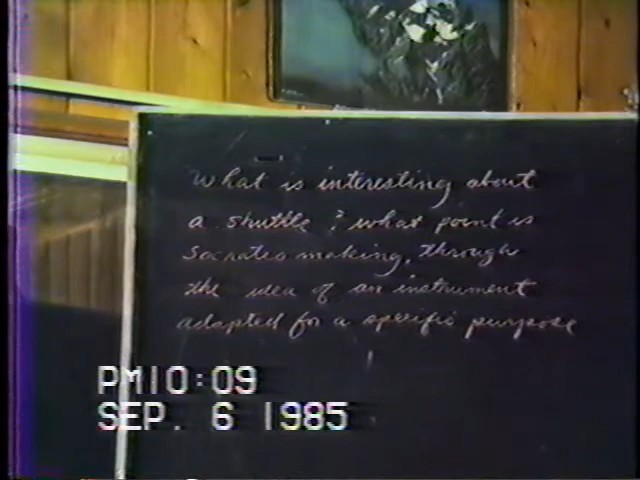 What is interesting about
a shuttle? what point is
Socrates making, through
the idea of an instrument
adapted for a specific purpose
PM10:09
SEP. 6 1985